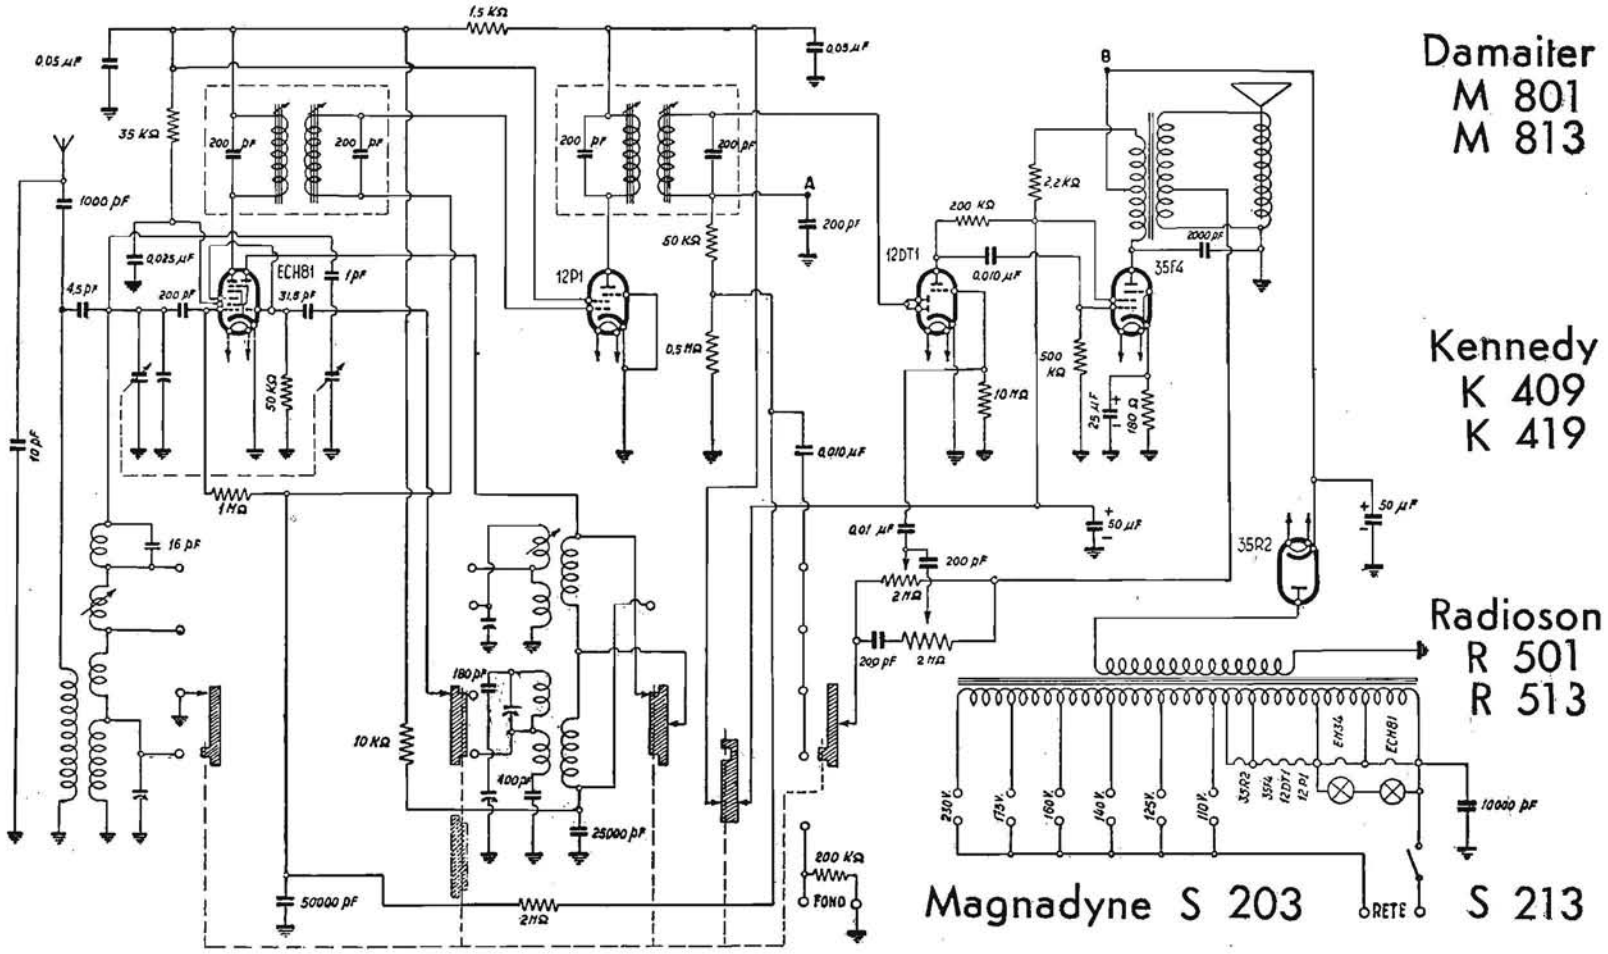 1,5 KΩ
0,05 µF
0,05 µF
B
Damaiter
M 801
M 813
35 KΩ
200 pF
200 pF
200 pF
200 pF
1000 pF
A
200 pF
2,2 KΩ
50 KΩ
200 KΩ
2000 pF
0,025 µF
ECH81
1 pF
12P1
12DT1
0,010 µF
35F4
4,5 pF
200 pF
31,5 pF
0,5 MΩ
500 KΩ
Kennedy
K 409
K 419
50 KΩ
10 MΩ
25 µF
+
-
180 Ω
10 pF
0,010 µF
1 MΩ
0,01 µF
+
50 µF
-
35R2
+
50 µF
-
16 pF
200 pF
2 MΩ
200 pF
2 MΩ
Radioson
R 501
R 513
180 pF
10 KΩ
400 pF
25000 pF
230 V.
175 V.
160 V.
140 V.
125 V.
110 V.
35R2
35F4
12DT1
12P1
EM34
ECH81
10000 pF
200 KΩ
FONO
50000 pF
2 MΩ
Magnadyne S 203
RETE
S 213